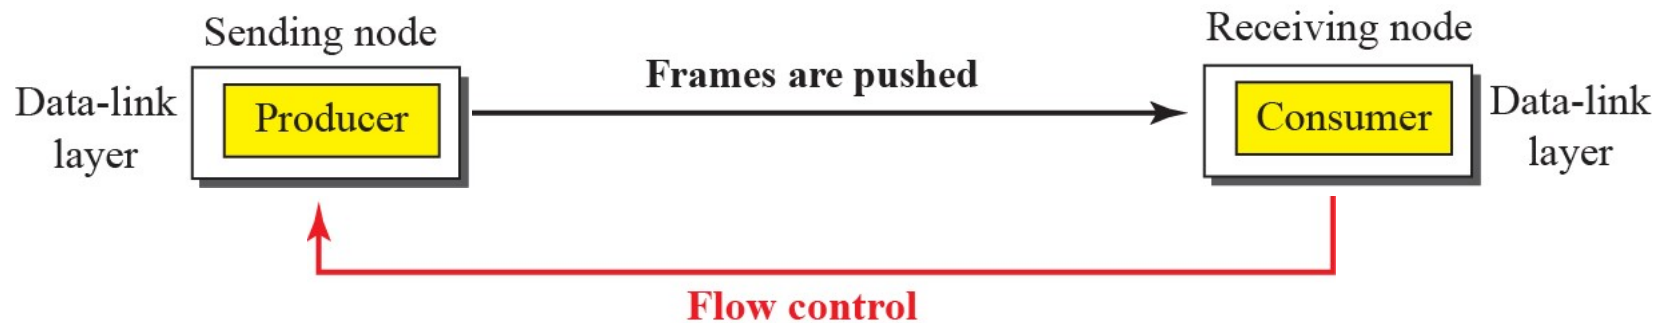 Sending node
Receiving node
Data-link
layer
Producer
Frames are pushed
Consumer
Data-link
layer
Flow control